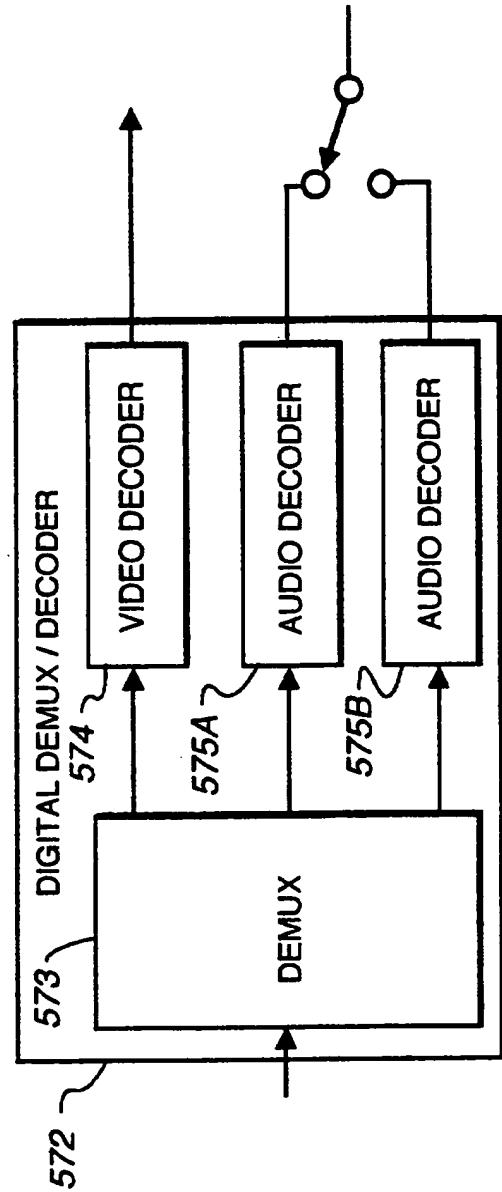 572
573
DIGITAL DEMUX / DECODER
DEMUX
574
VIDEO DECODER
575A
AUDIO DECODER
575B
AUDIO DECODER